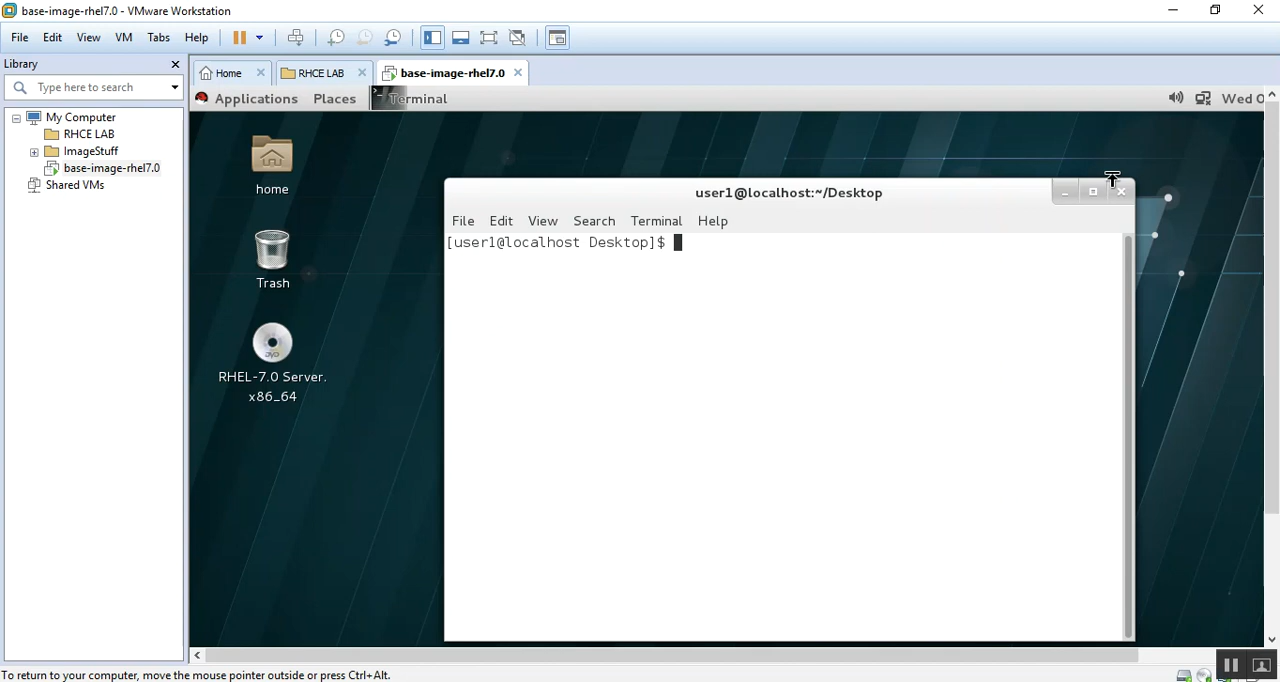 base-image-rhel7.0 - VMware Workstation
File Edit View VM Tabs Help
Library
Type here to search
My Computer
RHCE LAB
ImageStuff
base-image-rhel7.0
Shared VMs
Home RHCE LAB base-image-rhel7.0
Applications Places Terminal Wed O
home
Trash
RHEL-7.0 Server.
x86_64
user1@localhost:~/Desktop
File Edit View Search Terminal Help
[user1@localhost Desktop]$
To return to your computer, move the mouse pointer outside or press Ctrl+Alt.